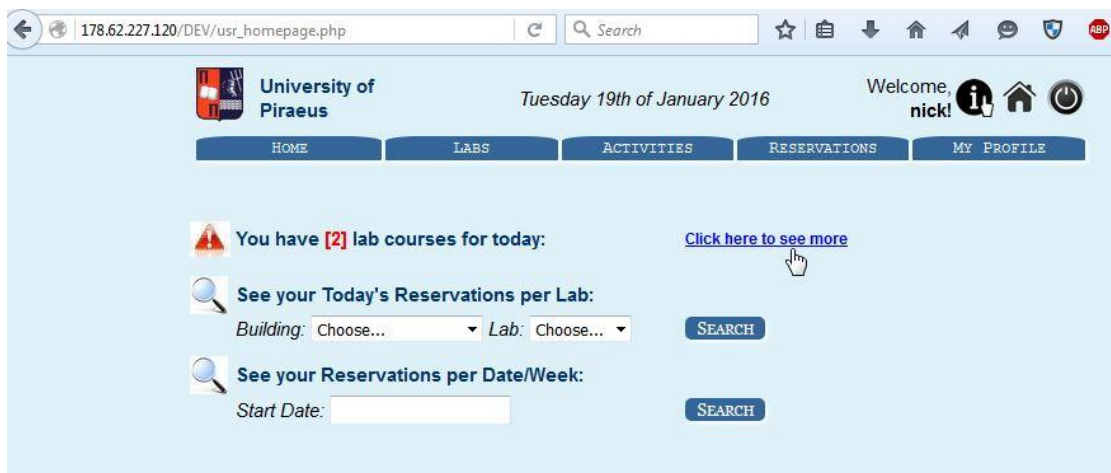 178.62.227.120/DEV/usr_homepage.php
Search
ABP
University of
Piraeus
Tuesday 19th of January 2016
Welcome,
nick!
HOME LABS ACTIVITIES RESERVATIONS MY PROFILE
You have [2] lab courses for today: Click here to see more
See your Today's Reservations per Lab:
Building: Choose... Lab: Choose... SEARCH
See your Reservations per Date/Week:
Start Date: SEARCH